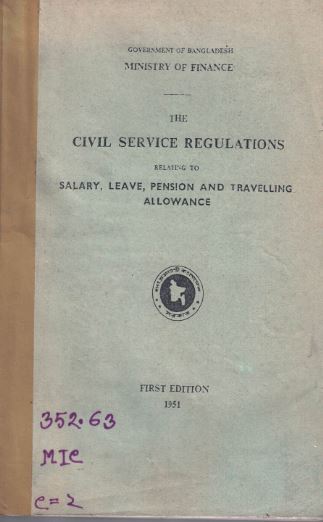 GOVERNMENT OF BANGLADESH
MINISTRY OF FINANCE
THE
CIVIL SERVICE REGULATIONS
RELATING TO
SALARY, LEAVE, PENSION AND TRAVELLING
ALLOWANCE
FIRST EDITION
1951
352.63
MIC
C=2